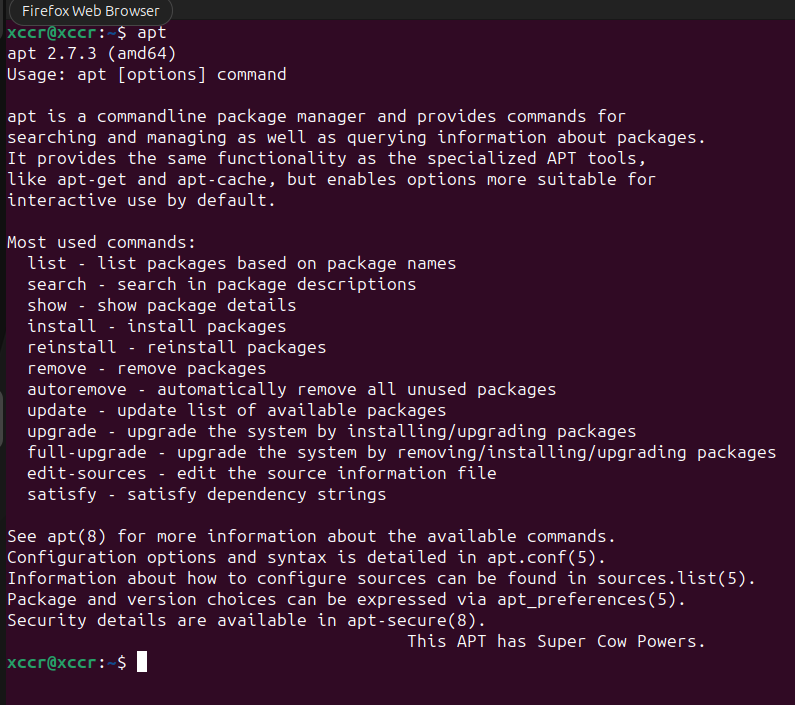 Firefox Web Browser
xccr@xccr:~$ apt
apt 2.7.3 (amd64)
Usage: apt [options] command
apt is a commandline package manager and provides commands for
searching and managing as well as querying information about packages.
It provides the same functionality as the specialized APT tools,
like apt-get and apt-cache, but enables options more suitable for
interactive use by default.
Most used commands:
  list - list packages based on package names
  search - search in package descriptions
  show - show package details
  install - install packages
  reinstall - reinstall packages
  remove - remove packages
  autoremove - automatically remove all unused packages
  update - update list of available packages
  upgrade - upgrade the system by installing/upgrading packages
  full-upgrade - upgrade the system by removing/installing/upgrading packages
  edit-sources - edit the source information file
  satisfy - satisfy dependency strings
See apt(8) for more information about the available commands.
Configuration options and syntax is detailed in apt.conf(5).
Information about how to configure sources can be found in sources.list(5).
Package and version choices can be expressed via apt_preferences(5).
Security details are available in apt-secure(8).
This APT has Super Cow Powers.
xccr@xccr:~$